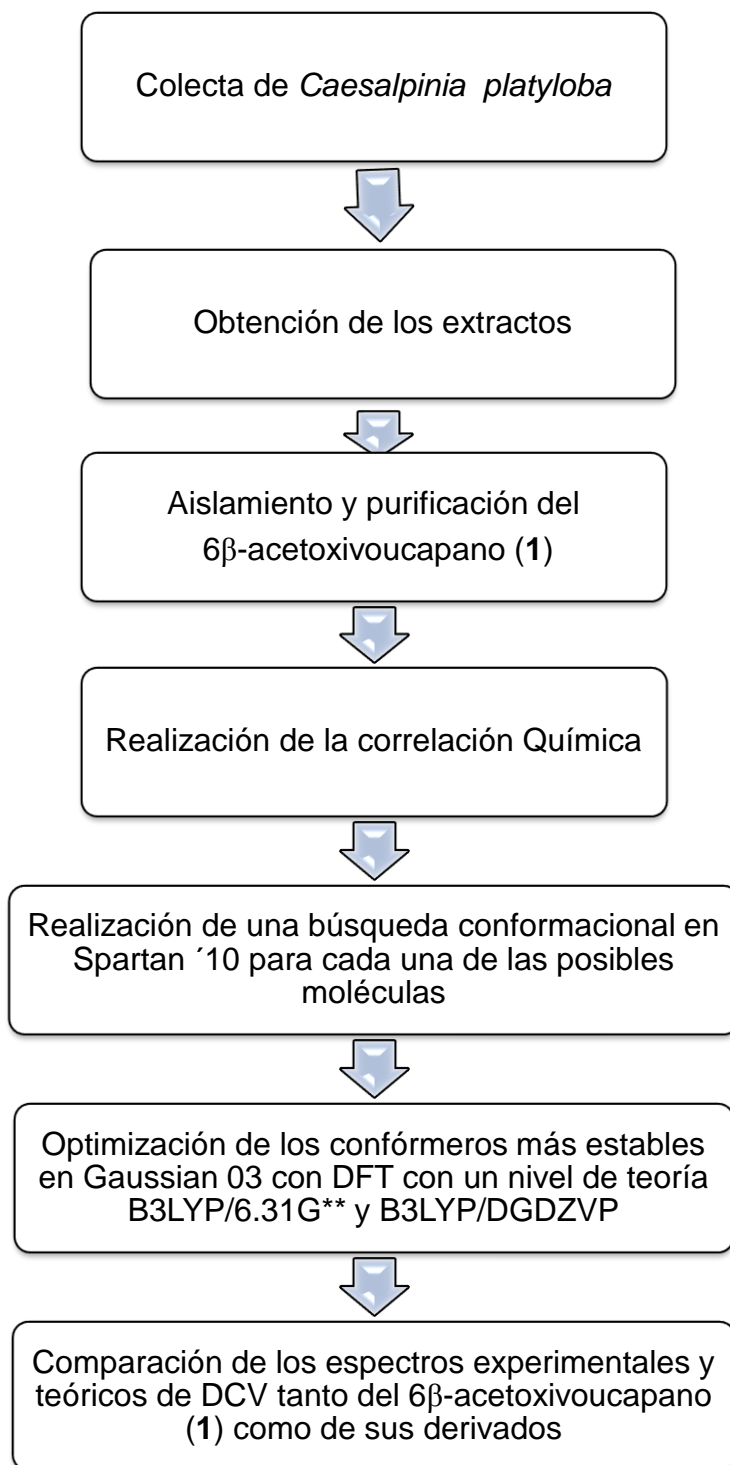 Colecta de Caesalpinia platyloba
Obtención de los extractos
Aislamiento y purificación del
6β-acetoxivoucapano (1)
Realización de la correlación Química
Realización de una búsqueda conformacional en
Spartan ´10 para cada una de las posibles
moléculas
Optimización de los confórmeros más estables
en Gaussian 03 con DFT con un nivel de teoría
B3LYP/6.31G** y B3LYP/DGDZVP
Comparación de los espectros experimentales y
teóricos de DCV tanto del 6β-acetoxivoucapano
(1) como de sus derivados